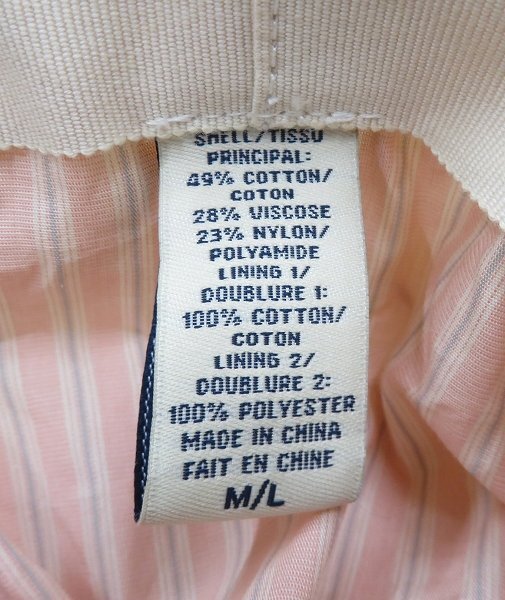 SHELL/TISSU
PRINCIPAL:
49% COTTON/
COTON
28% VISCOSE
23% NYLON/
POLYAMIDE
LINING 1/
DOUBLURE 1:
100% COTTON/
COTON
LINING 2/
DOUBLURE 2:
100% POLYESTER
MADE IN CHINA
FAIT EN CHINE
M/L